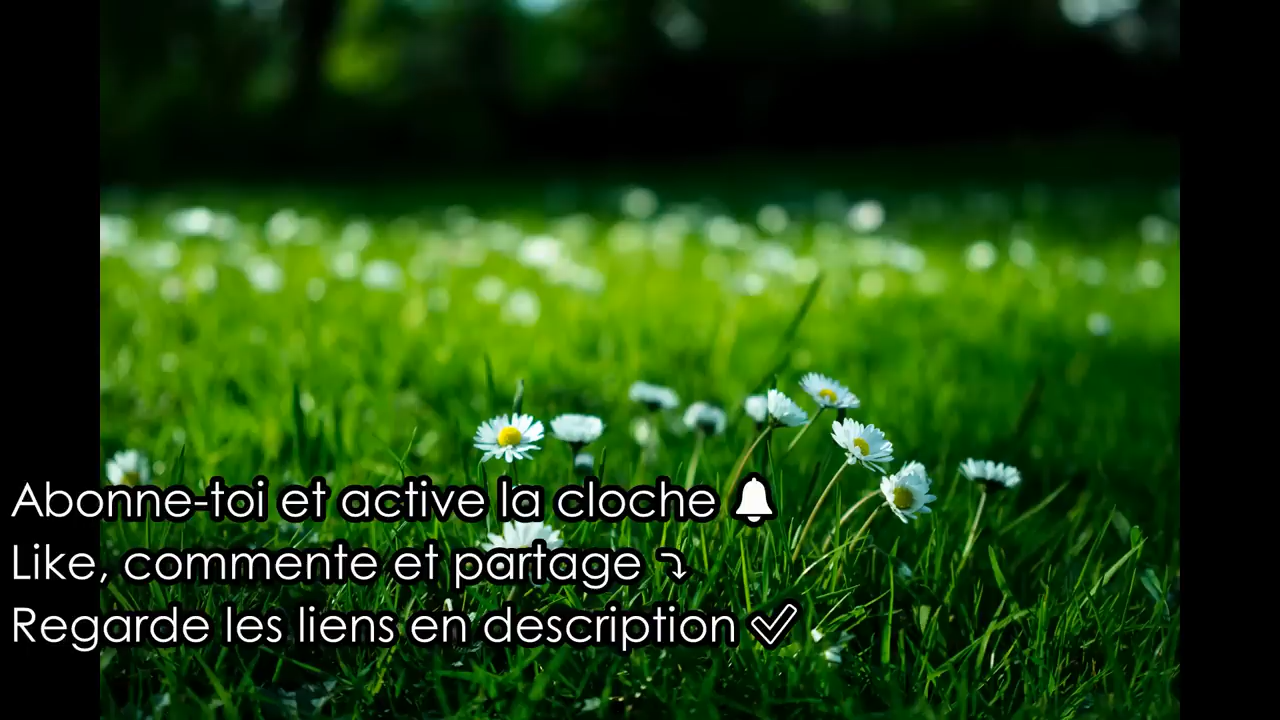 Abonne-toi et active la cloche 🔔
Like, commente et partage ⤵
Regarde les liens en description ✅